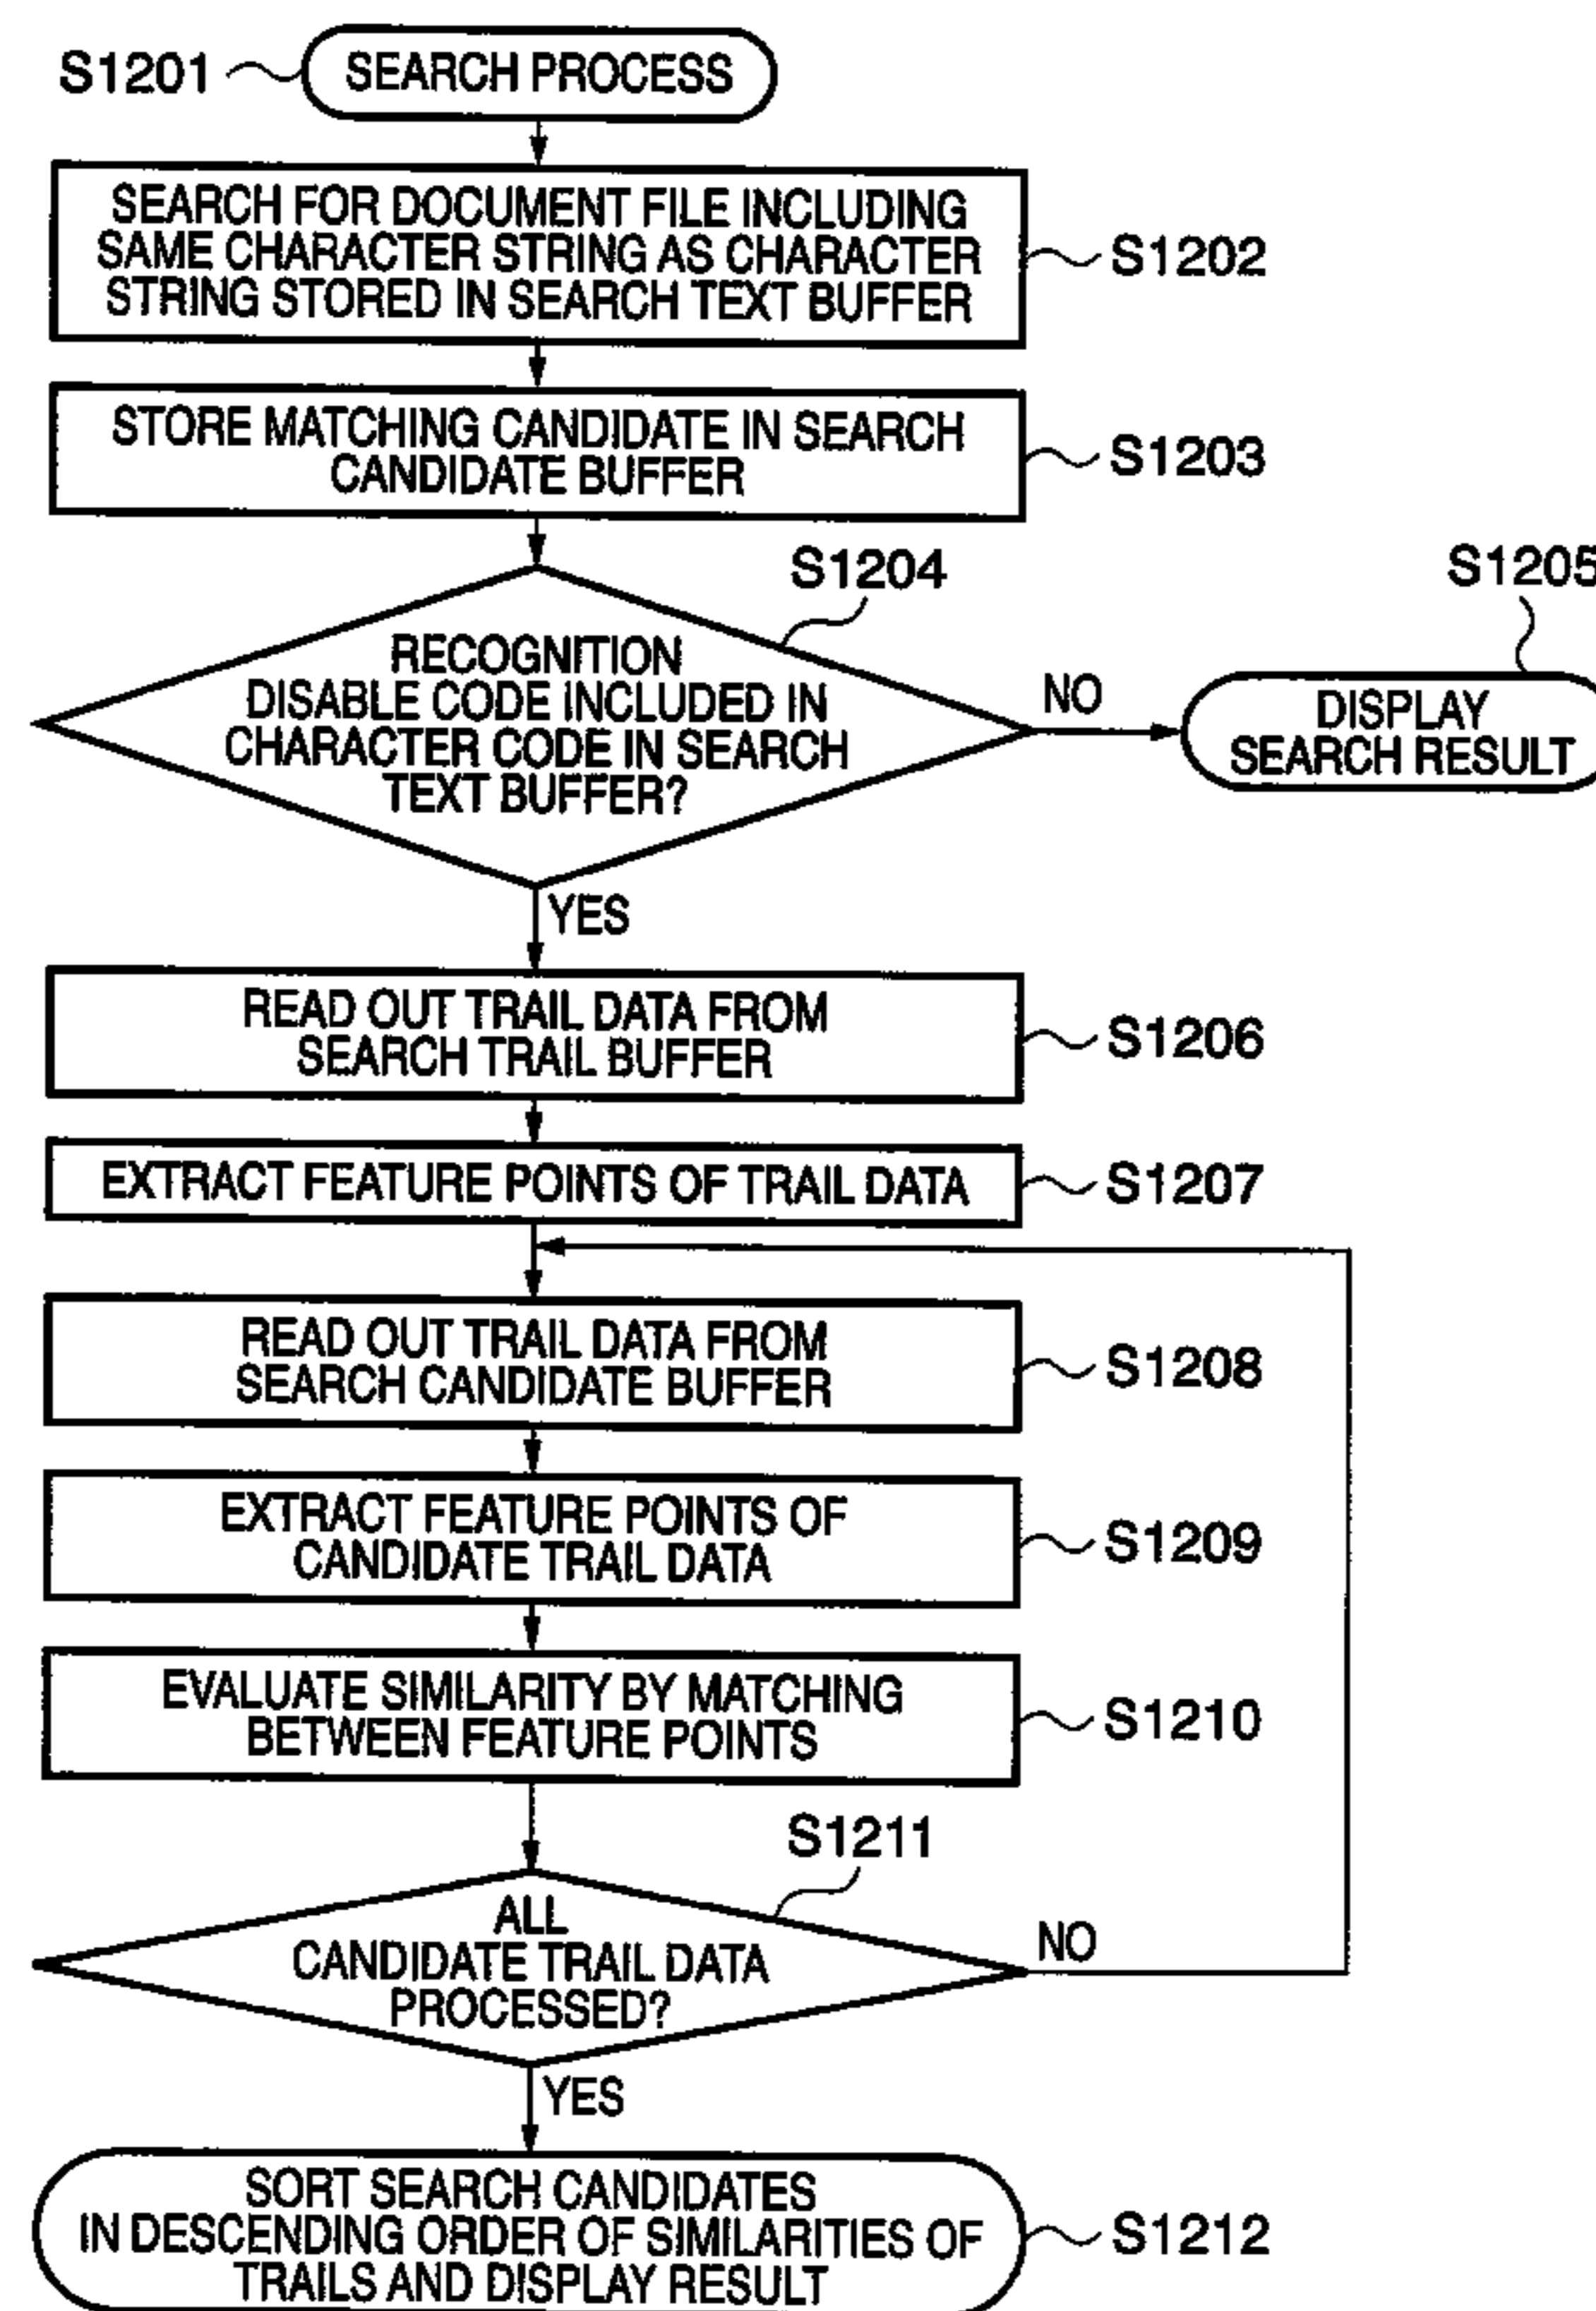 S1201
SEARCH PROCESS
SEARCH FOR DOCUMENT FILE INCLUDING
SAME CHARACTER STRING AS CHARACTER
STRING STORED IN SEARCH TEXT BUFFER
S1202
STORE MATCHING CANDIDATE IN SEARCH
CANDIDATE BUFFER
S1203
S1204
RECOGNITION
DISABLE CODE INCLUDED IN
CHARACTER CODE IN SEARCH
TEXT BUFFER?
NO
S1205
DISPLAY
SEARCH RESULT
YES
READ OUT TRAIL DATA FROM
SEARCH TRAIL BUFFER
S1206
EXTRACT FEATURE POINTS OF TRAIL DATA
S1207
READ OUT TRAIL DATA FROM
SEARCH CANDIDATE BUFFER
S1208
EXTRACT FEATURE POINTS OF
CANDIDATE TRAIL DATA
S1209
EVALUATE SIMILARITY BY MATCHING
BETWEEN FEATURE POINTS
S1210
S1211
ALL
CANDIDATE TRAIL DATA
PROCESSED?
NO
YES
SORT SEARCH CANDIDATES
IN DESCENDING ORDER OF SIMILARITIES OF
TRAILS AND DISPLAY RESULT
S1212